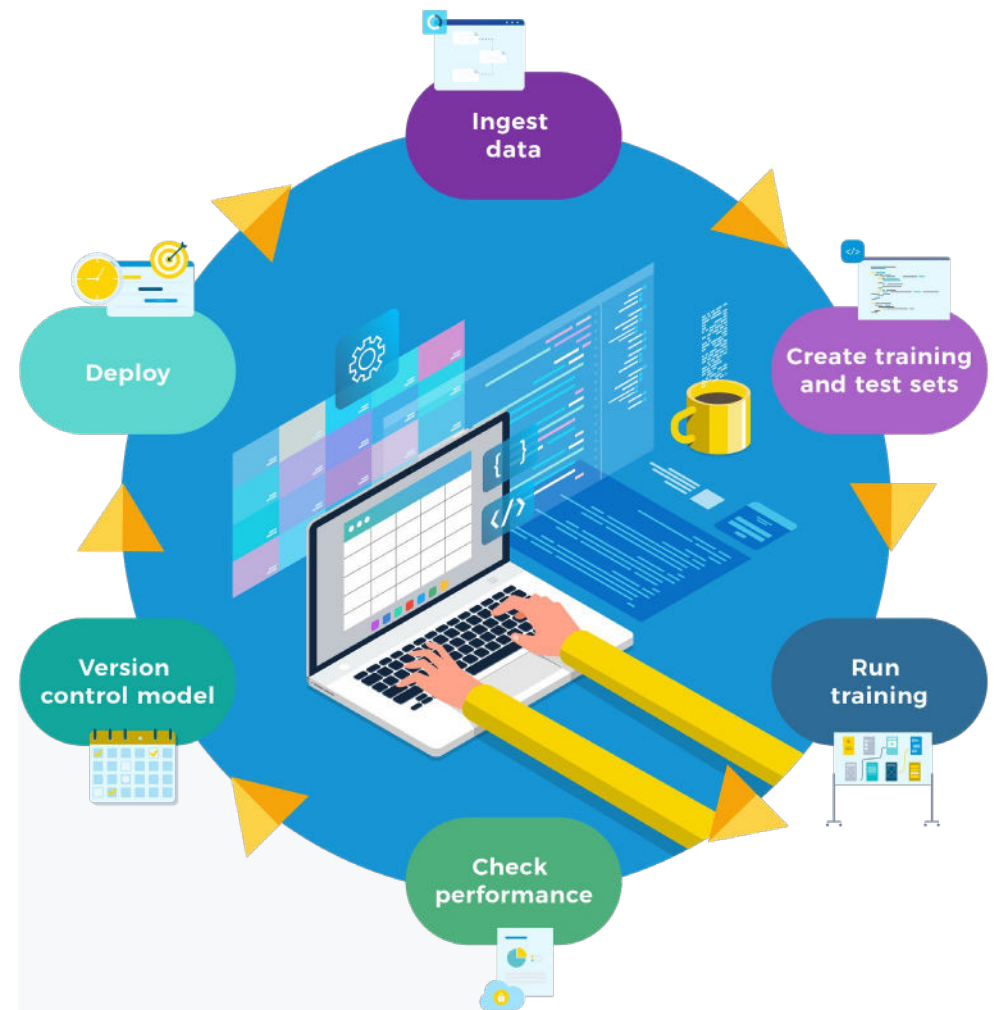 Ingest
data
Create training
and test sets
Run
training
Check
performance
Version
control model
Deploy